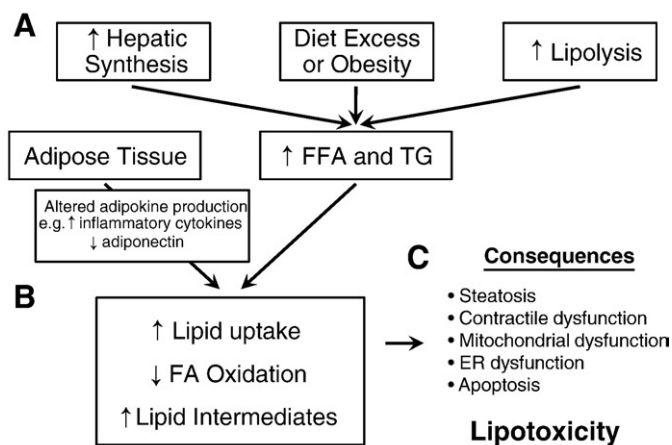 A
↑ Hepatic
Synthesis
Diet Excess
or Obesity
↑ Lipolysis
Adipose Tissue
↑ FFA and TG
Altered adipokine production
e.g.↑ inflammatory cytokines
↓ adiponectin
B
↑ Lipid uptake
↓ FA Oxidation
↑Lipid Intermediates
C
Consequences
• Steatosis
• Contractile dysfunction
• Mitochondrial dysfunction
• ER dysfunction
• Apoptosis
Lipotoxicity